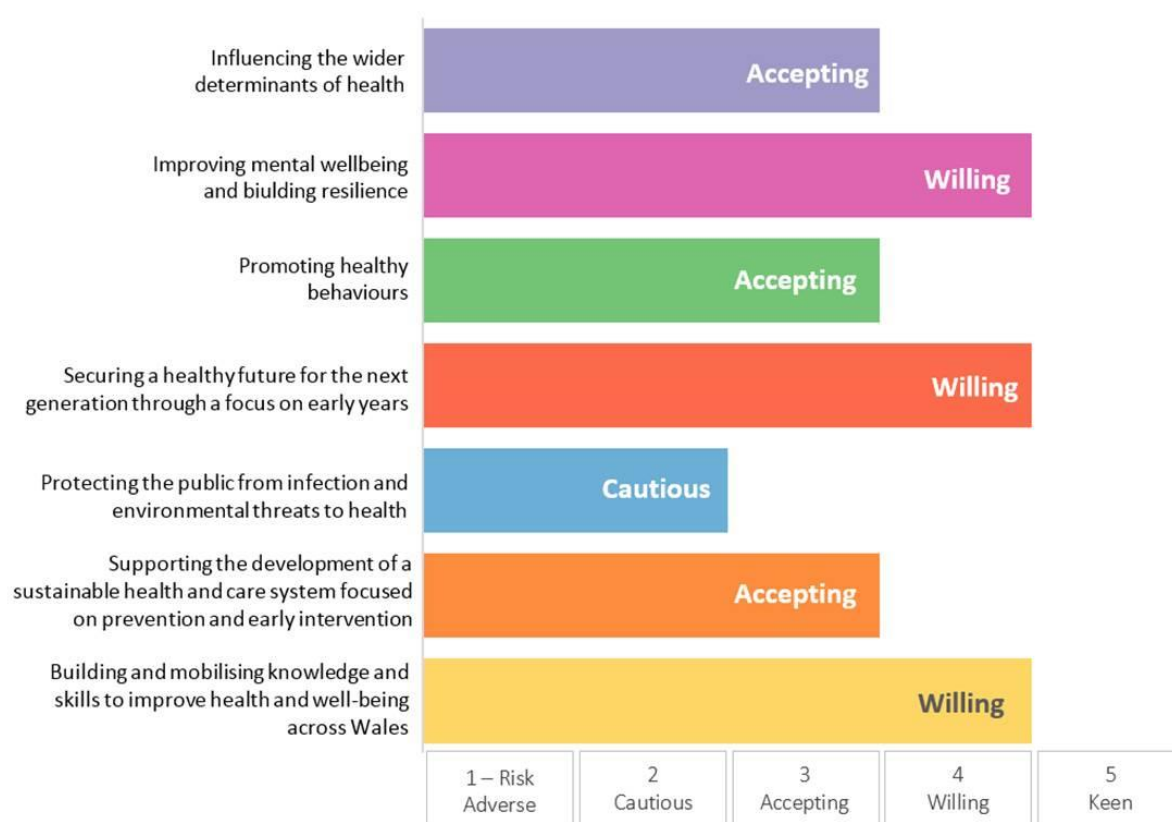 Influencing the wider
determinants of health
Accepting
Improving mental wellbeing
and biulding resilience
Willing
Promoting healthy
behaviours
Accepting
Securing a healthy future for the next
generation through a focus on early years
Willing
Protecting the public from infection and
environmental threats to health
Cautious
Supporting the development of a
sustainable health and care system focused
on prevention and early intervention
Accepting
Building and mobilising knowledge and
skills to improve health and well-being
across Wales
Willing
1 – Risk
Adverse
2
Cautious
3
Accepting
4
Willing
5
Keen